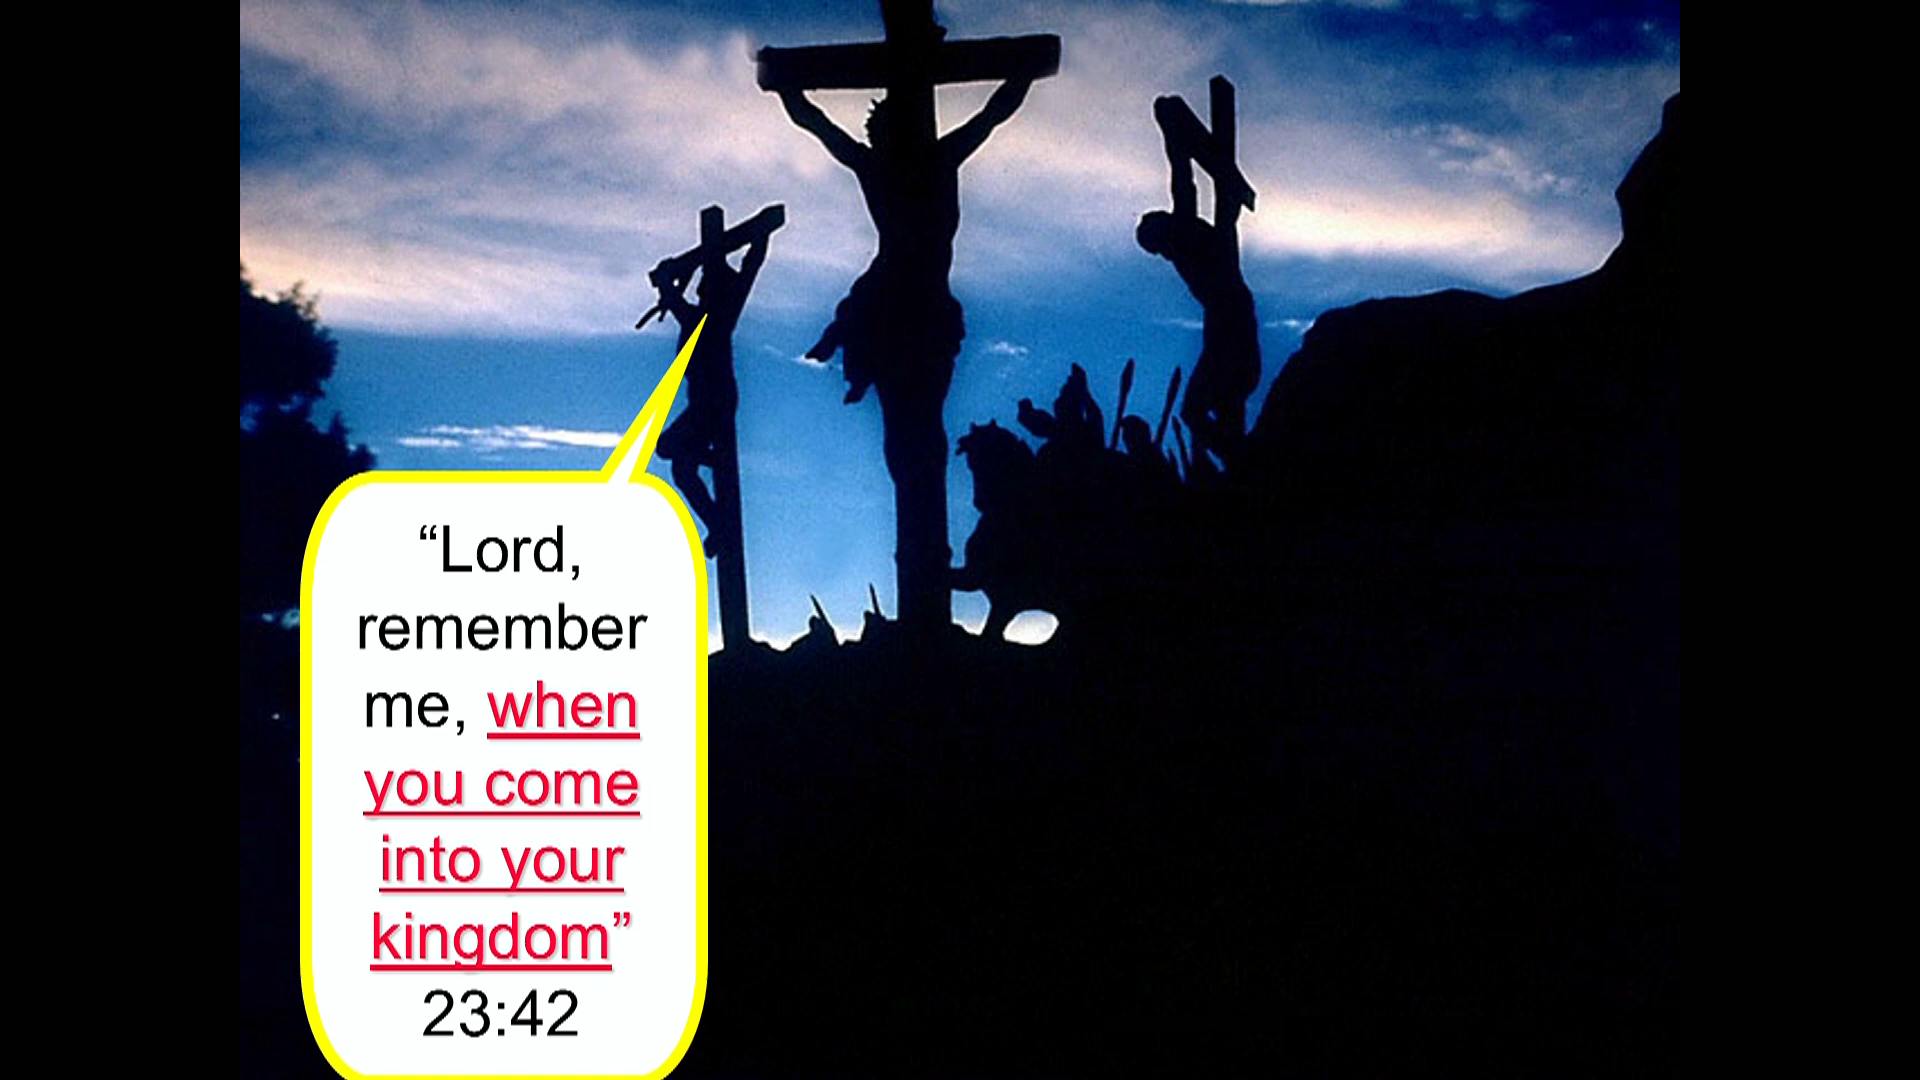 “Lord,
remember
me, when
you come
into your
kingdom”
23:42